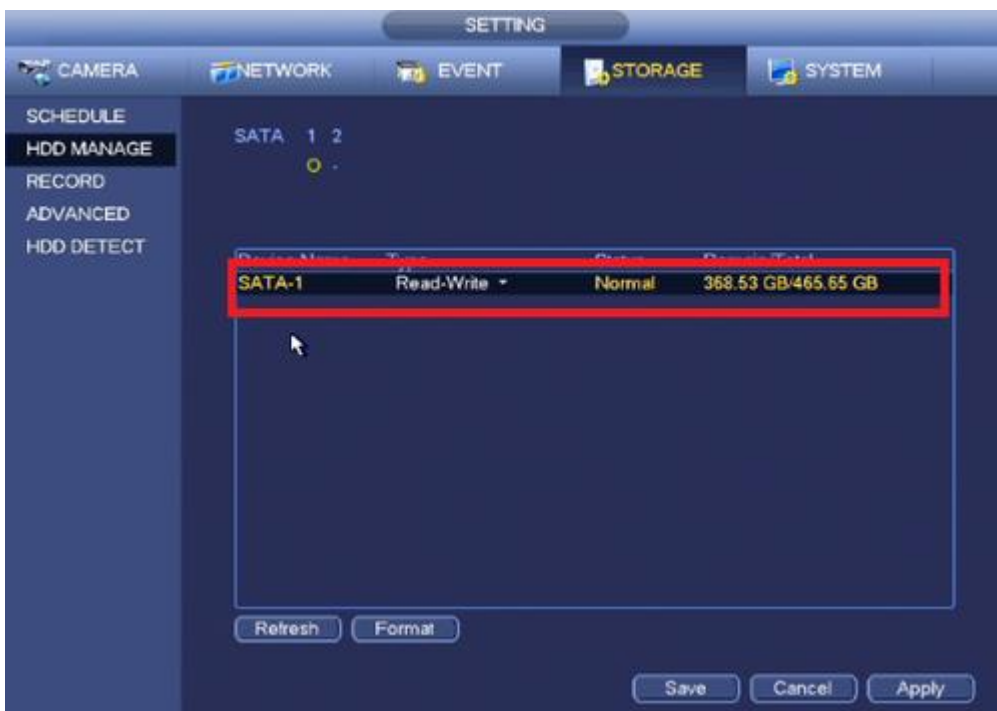 SETTING
CAMERA NETWORK EVENT STORAGE SYSTEM
SCHEDULE
HDD MANAGE
RECORD
ADVANCED
HDD DETECT
SATA 1 2
O -
SATA-1 Read-Write Normal 368.53 GB/465.65 GB
Refresh Format
Save Cancel Apply